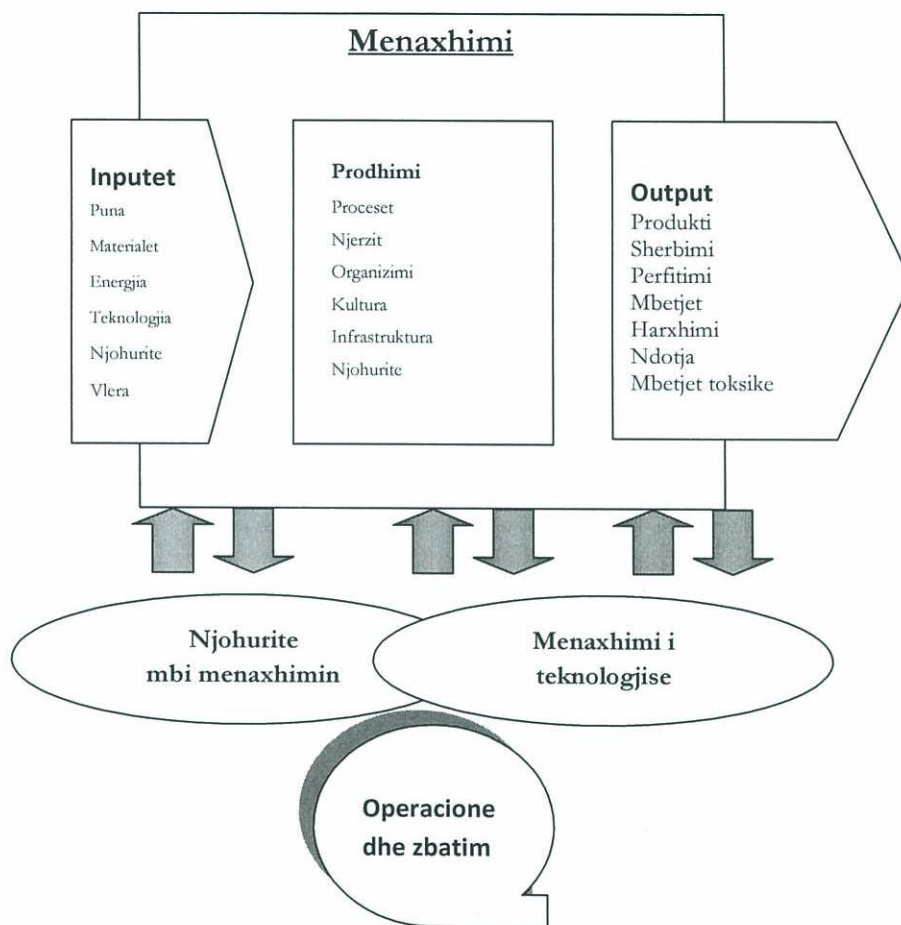 Menaxhimi
Inputet
Puna
Materialet
Energjia
Teknologjia
Njohurite
Vlera
Prodhimi
Proceset
Njerzit
Organizimi
Kultura
Infrastruktura
Njohurite
Output
Produkti
Sherbimi
Perfitimi
Mbetjet
Harxhimi
Ndotja
Mbetjet toksike
Njohurite
mbi menaxhimin
Menaxhimi i
teknologjise
Operacione
dhe zbatim